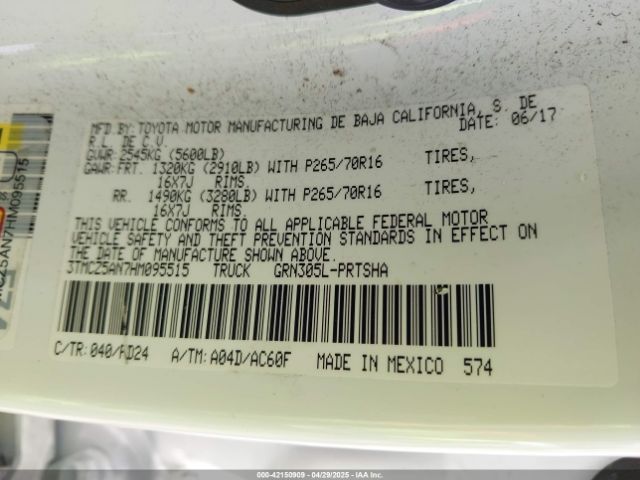 MFD.BY:TOYOTA MOTOR MANUFACTURING DE BAJA CALIFORNIA, S. DE
R.L. DE C.V. DATE: 06/17
GVWR:2545KG (5600LB)
GAWR:FRT. 1320KG (2910LB) WITH P265/70R16 TIRES,
16X7J RIMS,
RR. 1490KG (3280LB) WITH P265/70R16 TIRES,
16X7J RIMS,
THIS VEHICLE CONFORMS TO ALL APPLICABLE FEDERAL MOTOR
VEHICLE SAFETY AND THEFT PREVENTION STANDARDS IN EFFECT ON
THE DATE OF MANUFACTURE SHOWN ABOVE.
3TMCZ5AN7HM095515 TRUCK GRN305L-PRTSHA
C/TR:040/FD24 A/TM:A04D/AC60F MADE IN MEXICO 574
MCZ5AN7HM095515
000-42150909 04/29/2025 - PROPERTY OF IAA